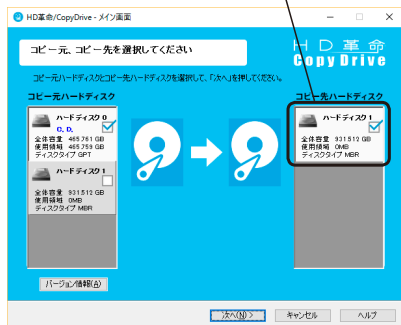 HD革命/CopyDrive - メイン画面
コピー元、コピー先を選択してください
HD革命
CopyDrive
コピー元ハードディスクとコピー先ハードディスクを選択して、「次へ」を押してください。
コピー元ハードディスク
コピー先ハードディスク
ハードディスク 0
C, D,
全体容量 465.761 GB
使用領域 465.759 GB
ディスクタイプ GPT
ハードディスク 1
全体容量 931.512 GB
使用領域 0MB
ディスクタイプ MBR
ハードディスク 1
全体容量 931.512 GB
使用領域 0MB
ディスクタイプ MBR
バージョン情報(A)
次へ(N) >
キャンセル
ヘルプ